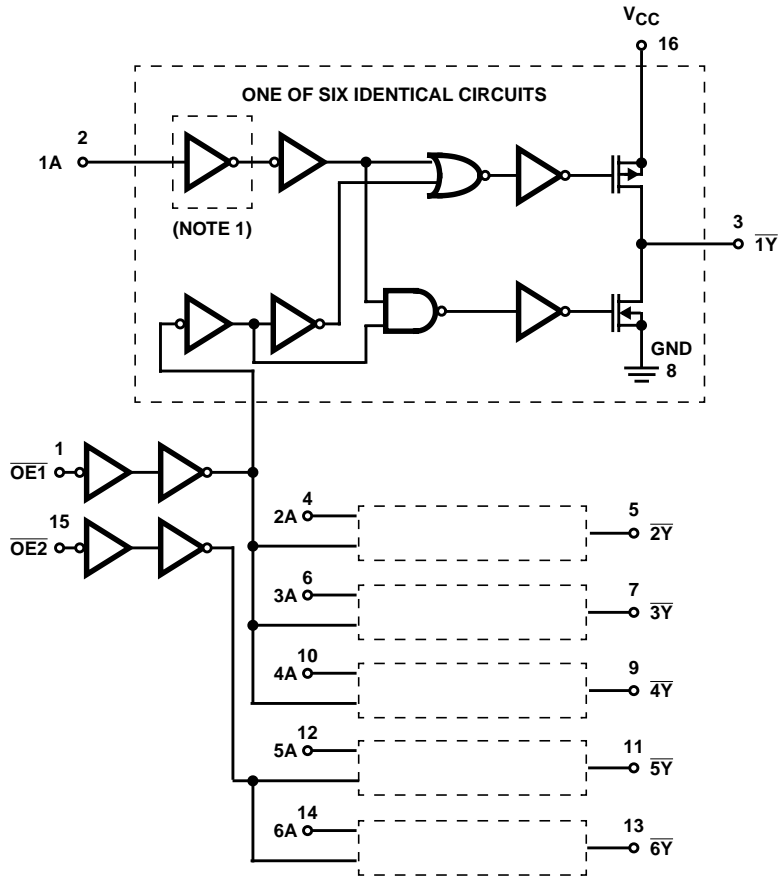 V_CC
16
ONE OF SIX IDENTICAL CIRCUITS
2
1A
(NOTE 1)
3
1Y̅
GND
8
1
OE1
15
OE2
4
2A
5
2Y
6
3A
7
3Y
10
4A
9
4Y
12
5A
11
5Y
14
6A
13
6Y